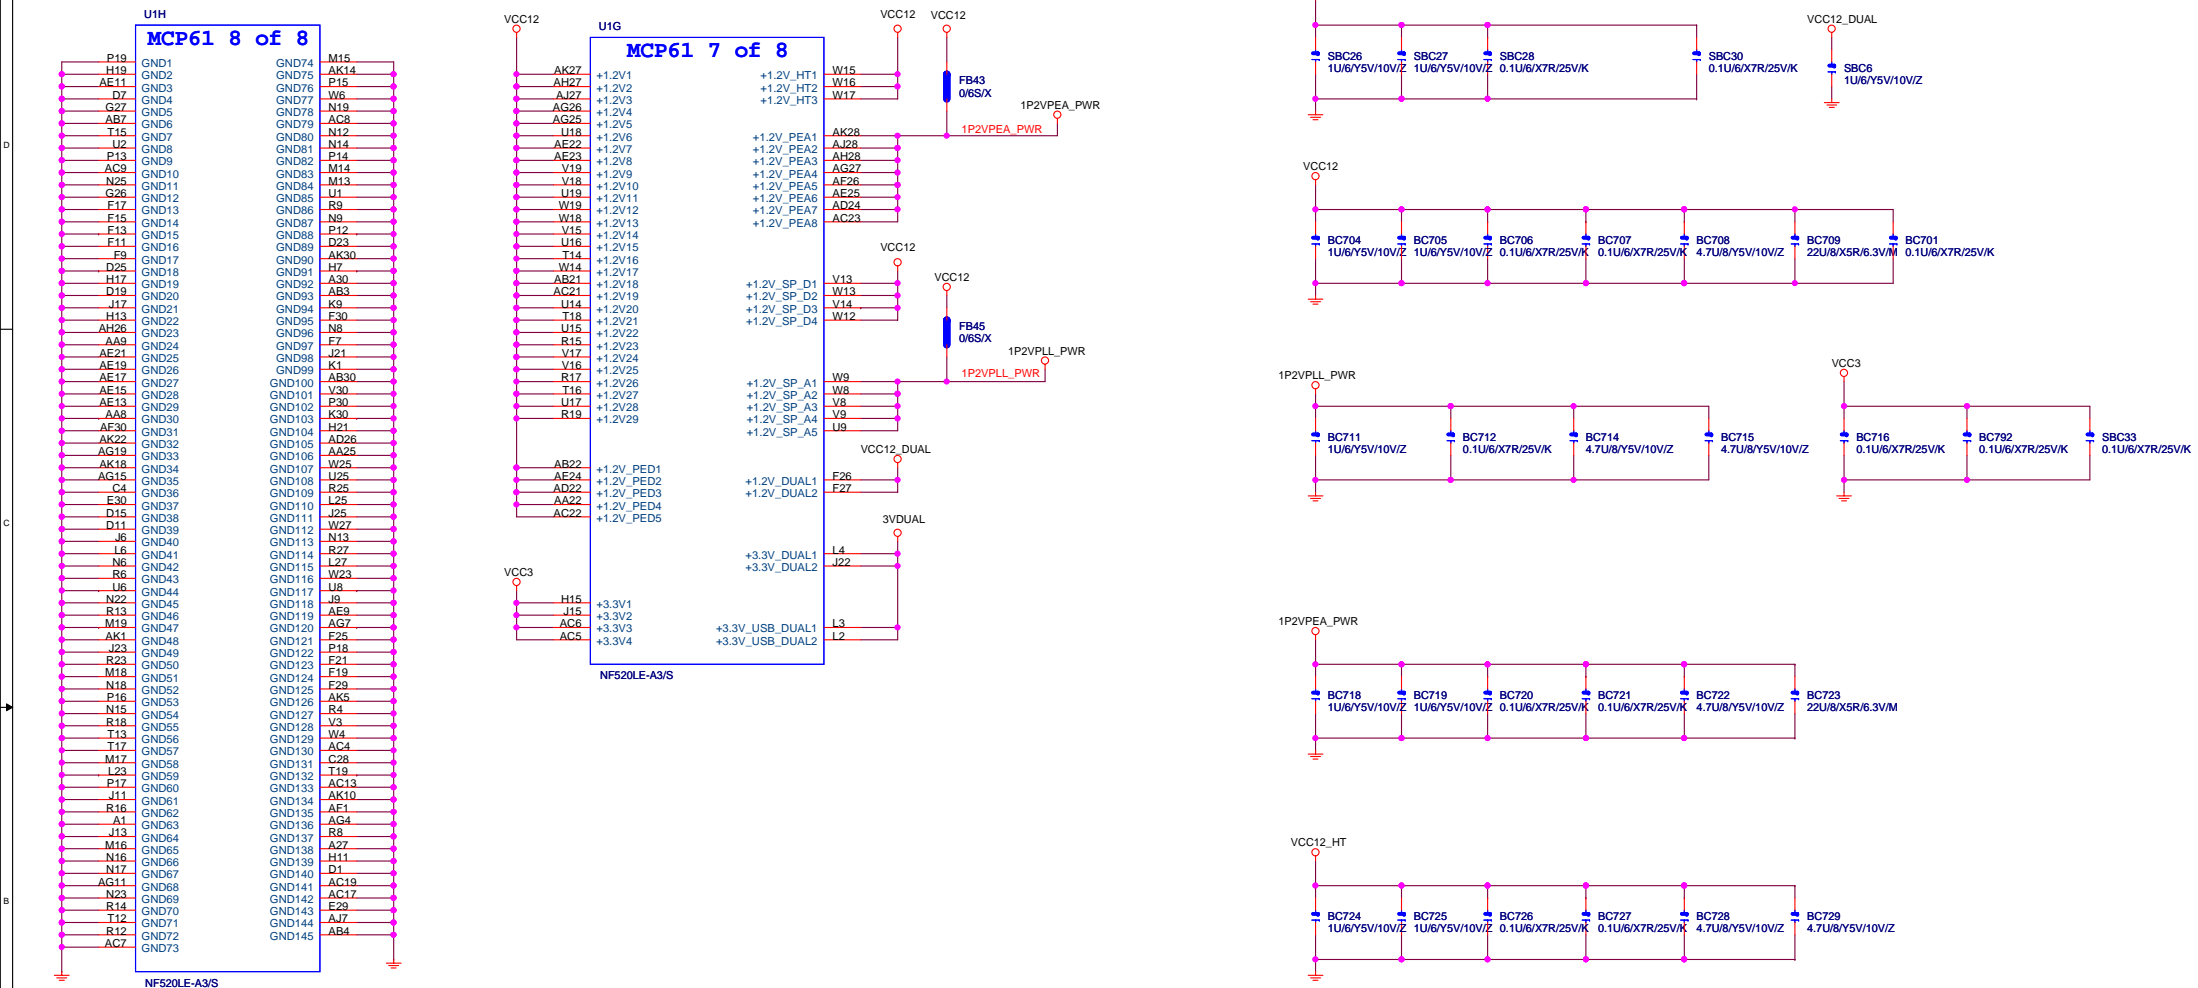 U1H
MCP61 8 of 8
P19 GND1 GND74 M15
H19 GND2 GND75 AK14
AE11 GND3 GND76 P15
D7 GND4 GND77 W6
G27 GND5 GND78 N19
AB7 GND6 GND79 AC8
T15 GND7 GND80 N12
U2 GND8 GND81 N14
P13 GND9 GND82 P14
AC9 GND10 GND83 M14
N25 GND11 GND84 M13
G26 GND12 GND85 U1
F17 GND13 GND86 R9
F15 GND14 GND87 N9
F13 GND15 GND88 P12
F11 GND16 GND89 D23
F9 GND17 GND90 AK30
D25 GND18 GND91 H7
H17 GND19 GND92 A30
D19 GND20 GND93 AB3
J17 GND21 GND94 K9
H13 GND22 GND95 F30
AH26 GND23 GND96 N8
AA9 GND24 GND97 F7
AE21 GND25 GND98 J21
AE19 GND26 GND99 K1
AE17 GND27 GND100 AB30
AE15 GND28 GND101 V30
AE13 GND29 GND102 P30
AA8 GND30 GND103 K30
AF30 GND31 GND104 H21
AK22 GND32 GND105 AD26
AG19 GND33 GND106 AA25
AK18 GND34 GND107 W25
AG15 GND35 GND108 U25
C4 GND36 GND109 R25
E30 GND37 GND110 L25
D15 GND38 GND111 J25
D11 GND39 GND112 W27
J6 GND40 GND113 N13
L6 GND41 GND114 R27
N6 GND42 GND115 L27
R6 GND43 GND116 W23
U6 GND44 GND117 U8
N22 GND45 GND118 J9
R13 GND46 GND119 AE9
M19 GND47 GND120 AG7
AK1 GND48 GND121 F25
J23 GND49 GND122 P18
R23 GND50 GND123 F21
M18 GND51 GND124 F19
N18 GND52 GND125 F29
P16 GND53 GND126 AK5
N15 GND54 GND127 R4
R18 GND55 GND128 V3
T13 GND56 GND129 W4
T17 GND57 GND130 AC4
M17 GND58 GND131 C28
L23 GND59 GND132 T19
P17 GND60 GND133 AC13
J11 GND61 GND134 AK10
R16 GND62 GND135 AF1
A1 GND63 GND136 AG4
J13 GND64 GND137 R8
M16 GND65 GND138 A27
N16 GND66 GND139 H11
N17 GND67 GND140 D1
AG11 GND68 GND141 AC19
N23 GND69 GND142 AC17
R14 GND70 GND143 E29
T12 GND71 GND144 AJ7
R12 GND72 GND145 AB4
AC7 GND73
NF520LE-A3/S
VCC12
U1G
VCC12 VCC12
MCP61 7 of 8
AK27 +1.2V1 +1.2V_HT1 W15
AH27 +1.2V2 +1.2V_HT2 W16
AJ27 +1.2V3 +1.2V_HT3 W17
FB43
0/6S/X
1P2VPEA_PWR
AG26 +1.2V4
AG25 +1.2V5
1P2VPEA_PWR
U18 +1.2V6 +1.2V_PEA1 AK28
AE22 +1.2V7 +1.2V_PEA2 AJ28
AE23 +1.2V8 +1.2V_PEA3 AH28
V19 +1.2V9 +1.2V_PEA4 AG27
V18 +1.2V10 +1.2V_PEA5 AF26
U19 +1.2V11 +1.2V_PEA6 AE25
W19 +1.2V12 +1.2V_PEA7 AD24
W18 +1.2V13 +1.2V_PEA8 AC23
V15 +1.2V14
U16 +1.2V15
VCC12
T14 +1.2V16
W14 +1.2V17
VCC12
AB21 +1.2V18 +1.2V_SP_D1 V13
AC21 +1.2V19 +1.2V_SP_D2 W13
U14 +1.2V20 +1.2V_SP_D3 V14
T18 +1.2V21 +1.2V_SP_D4 W12
FB45
0/6S/X
U15 +1.2V22
R15 +1.2V23
1P2VPLL_PWR
V17 +1.2V24
V16 +1.2V25
1P2VPLL_PWR
R17 +1.2V26 +1.2V_SP_A1 W9
T16 +1.2V27 +1.2V_SP_A2 W8
U17 +1.2V28 +1.2V_SP_A3 V8
R19 +1.2V29 +1.2V_SP_A4 V9
+1.2V_SP_A5 U9
VCC12_DUAL
AB22 +1.2V_PED1
AE24 +1.2V_PED2 +1.2V_DUAL1 F26
AD22 +1.2V_PED3 +1.2V_DUAL2 F27
AA22 +1.2V_PED4
AC22 +1.2V_PED5
3VDUAL
+3.3V_DUAL1 L4
+3.3V_DUAL2 J22
VCC3
H15 +3.3V1
J15 +3.3V2
AC6 +3.3V3 +3.3V_USB_DUAL1 L3
AC5 +3.3V4 +3.3V_USB_DUAL2 L2
NF520LE-A3/S
VCC12_DUAL
SBC26 SBC27 SBC28 SBC30
1U/6/Y5V/10V/Z 1U/6/Y5V/10V/Z 0.1U/6/X7R/25V/K 0.1U/6/X7R/25V/K
SBC6
1U/6/Y5V/10V/Z
VCC12
BC704 BC705 BC706 BC707 BC708 BC709 BC701
1U/6/Y5V/10V/Z 1U/6/Y5V/10V/Z 0.1U/6/X7R/25V/K 0.1U/6/X7R/25V/K 4.7U/8/Y5V/10V/Z 22U/8/X5R/6.3V/M 0.1U/6/X7R/25V/K
1P2VPLL_PWR VCC3
BC711 BC712 BC714 BC715 BC716 BC792 SBC33
1U/6/Y5V/10V/Z 0.1U/6/X7R/25V/K 4.7U/8/Y5V/10V/Z 4.7U/8/Y5V/10V/Z 0.1U/6/X7R/25V/K 0.1U/6/X7R/25V/K 0.1U/6/X7R/25V/K
1P2VPEA_PWR
BC718 BC719 BC720 BC721 BC722 BC723
1U/6/Y5V/10V/Z 1U/6/Y5V/10V/Z 0.1U/6/X7R/25V/K 0.1U/6/X7R/25V/K 4.7U/8/Y5V/10V/Z 22U/8/X5R/6.3V/M
VCC12_HT
BC724 BC725 BC726 BC727 BC728 BC729
1U/6/Y5V/10V/Z 1U/6/Y5V/10V/Z 0.1U/6/X7R/25V/K 0.1U/6/X7R/25V/K 4.7U/8/Y5V/10V/Z 4.7U/8/Y5V/10V/Z
D
C
B